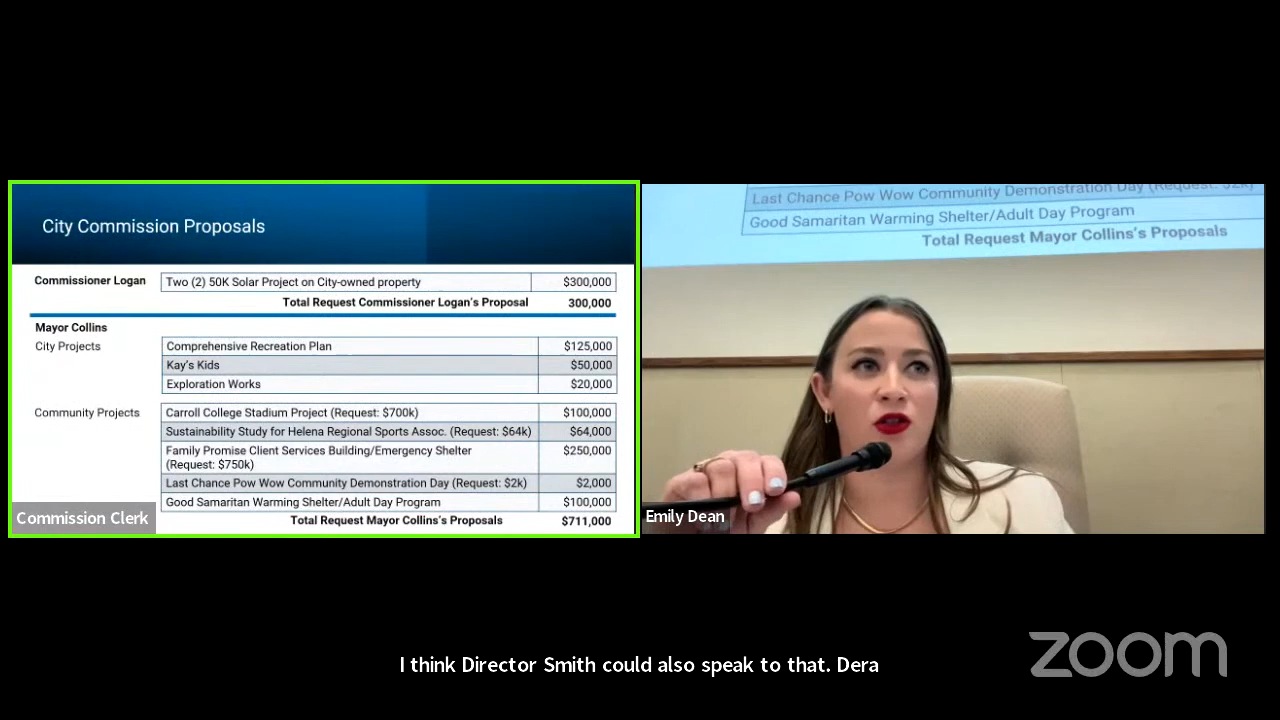 City Commission Proposals
Commissioner Logan
Two (2) 50K Solar Project on City-owned property $300,000
Total Request Commissioner Logan's Proposal 300,000
Mayor Collins
City Projects
Comprehensive Recreation Plan $125,000
Kay's Kids $50,000
Exploration Works $20,000
Community Projects
Carroll College Stadium Project (Request: $700k) $100,000
Sustainability Study for Helena Regional Sports Assoc. (Request: $64k) $64,000
Family Promise Client Services Building/Emergency Shelter $250,000
(Request: $750k)
Last Chance Pow Wow Community Demonstration Day (Request: $2k) $2,000
Good Samaritan Warming Shelter/Adult Day Program $100,000
Total Request Mayor Collins's Proposals $711,000
Commission Clerk
Last Chance Pow Wow Community Demonstration Day (Request: $2k)
Good Samaritan Warming Shelter/Adult Day Program
Total Request Mayor Collins's Proposals
Emily Dean
I think Director Smith could also speak to that. Dera
zoom